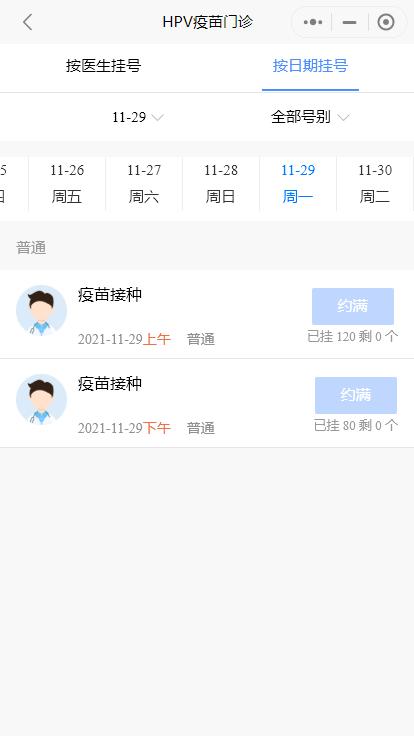 HPV疫苗门诊
按医生挂号 按日期挂号
11-29 全部号别
5 11-26 11-27 11-28 11-29 11-30
周五 周六 周日 周一 周二
普通
疫苗接种 约满
2021-11-29上午 普通 已挂 120 剩 0 个
疫苗接种 约满
2021-11-29下午 普通 已挂 80 剩 0 个